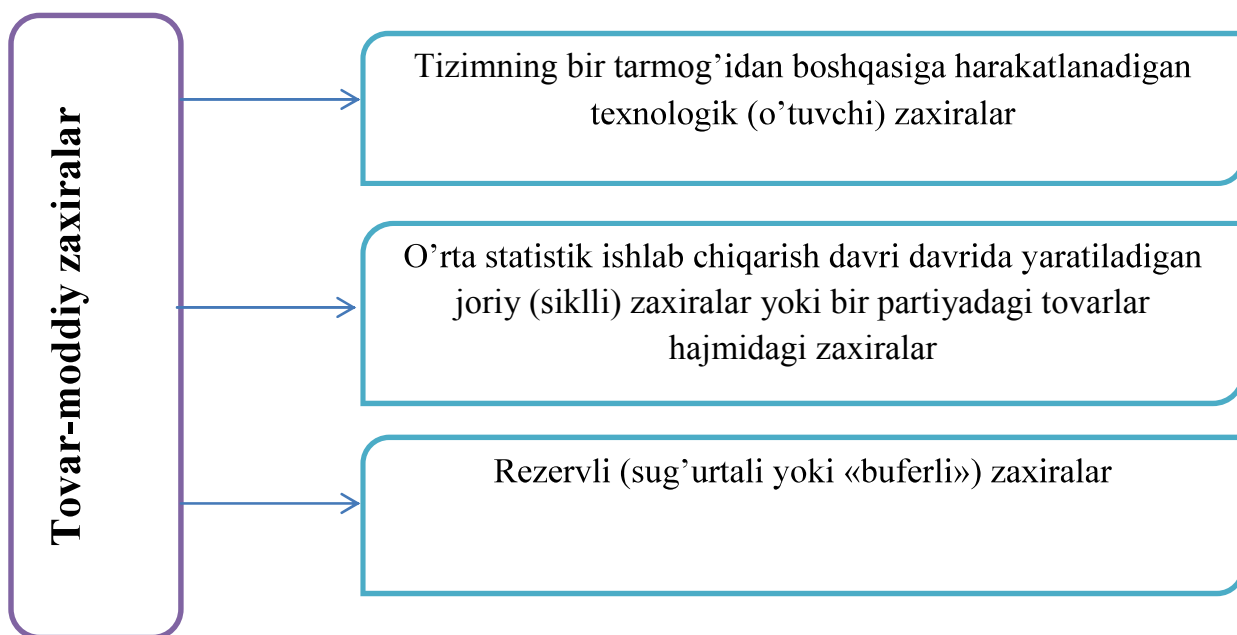 Tovar-moddiy zaxiralar
Tizimning bir tarmog’idan boshqasiga harakatlanadigan
texnologik (o’tuvchi) zaxiralar
O’rta statistik ishlab chiqarish davri davrida yaratiladigan
joriy (siklli) zaxiralar yoki bir partiyadagi tovarlar
hajmidagi zaxiralar
Rezervli (sug’urtali yoki «buferli») zaxiralar